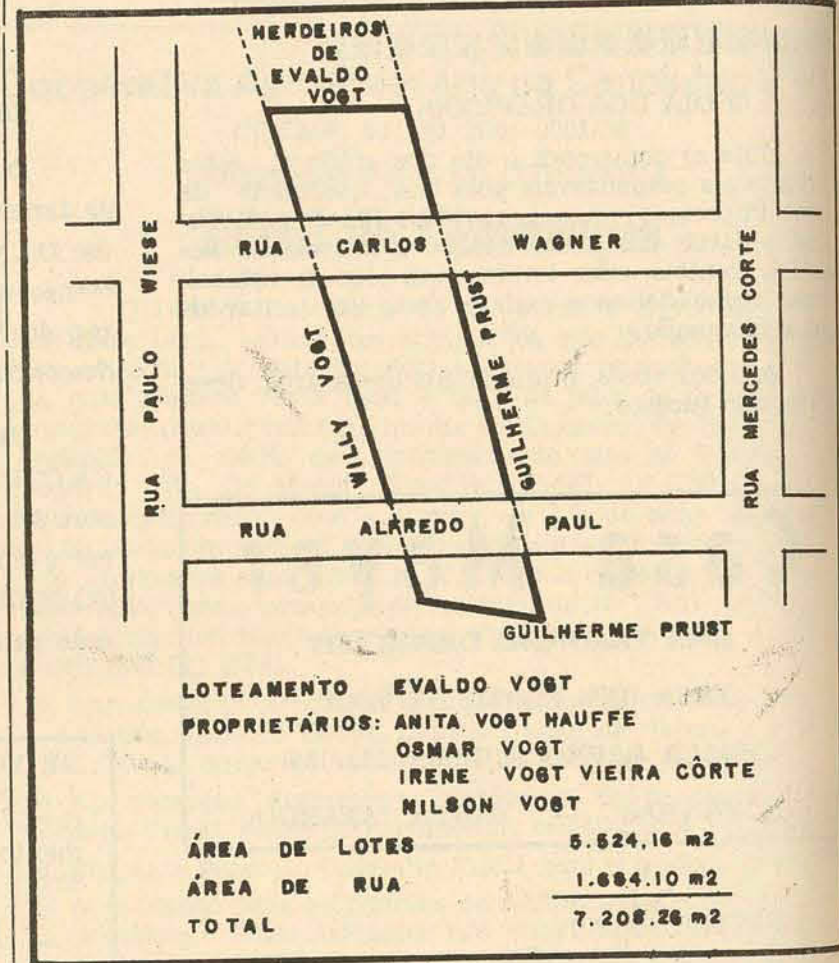 HERDEIROS
DE
EVALDO
VOGT
RUA CARLOS WAGNER
RUA PAULO WIESE
WILLY VOGT
GUILHERME PRUST
RUA MERCEDES CORTE
RUA ALFREDO PAUL
GUILHERME PRUST
LOTEAMENTO EVALDO VOGT
PROPRIETÁRIOS: ANITA VOGT HAUFFE
OSMAR VOGT
IRENE VOGT VIEIRA CÔRTE
NILSON VOGT
ÁREA DE LOTES 5.524,16 m2
ÁREA DE RUA 1.684.10 m2
TOTAL 7.208.26 m2